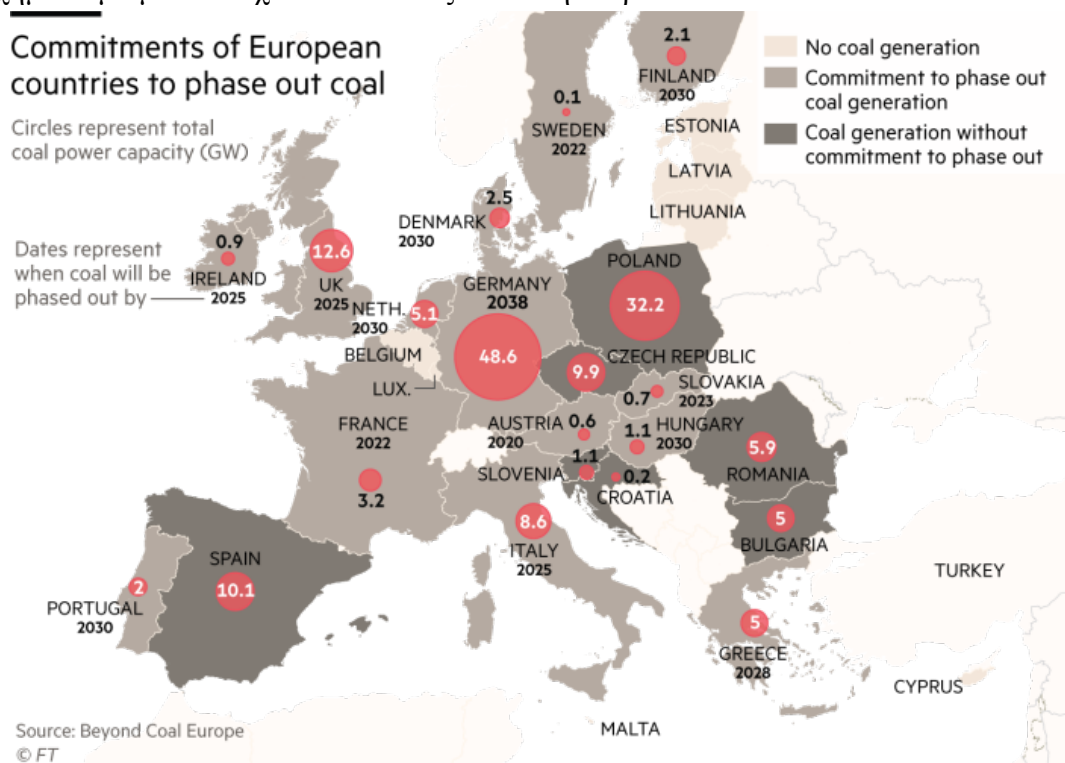 Commitments of European
countries to phase out coal
Circles represent total
coal power capacity (GW)
Dates represent
when coal will be
phased out by
No coal generation
Commitment to phase out
coal generation
Coal generation without
commitment to phase out
2.1
FINLAND
2030
0.1
SWEDEN
2022
ESTONIA
LATVIA
LITHUANIA
2.5
DENMARK
2030
0.9
IRELAND
2025
12.6
UK
2025
NETH.
2030
5.1
GERMANY
2038
48.6
POLAND
32.2
BELGIUM
LUX.
9.9
CZECH REPUBLIC
0.7
SLOVAKIA
2023
FRANCE
2022
3.2
AUSTRIA
2020
0.6
1.1
HUNGARY
2030
SLOVENIA
1.1
0.2
CROATIA
5.9
ROMANIA
5
BULGARIA
8.6
ITALY
2025
SPAIN
10.1
2
PORTUGAL
2030
5
GREECE
2028
TURKEY
CYPRUS
MALTA
Source: Beyond Coal Europe
© FT